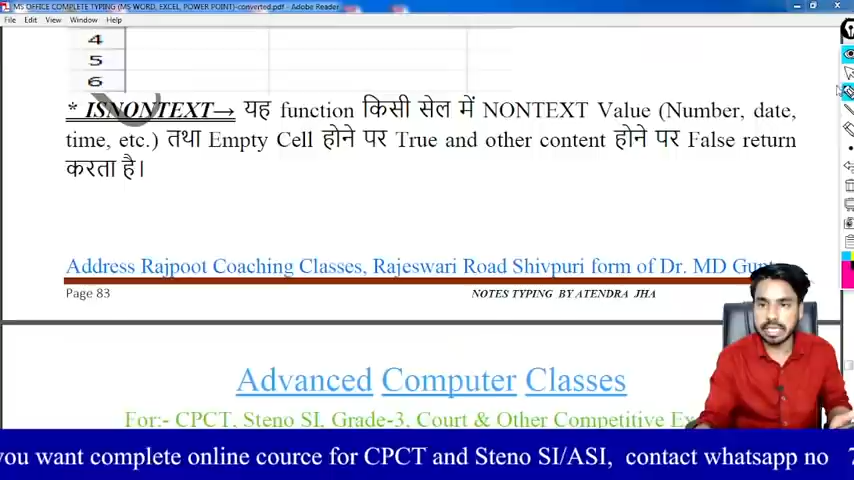 MS OFFICE COMPLETE TYPING (MS WORD, EXCEL, POWER POINT)-converted.pdf - Adobe Reader
File Edit View Window Help
4
5
6
* ISNONTEXT→ यह function किसी सेल में NONTEXT Value (Number, date,
time, etc.) तथा Empty Cell होने पर True and other content होने पर False return
करता है।
Address Rajpoot Coaching Classes, Rajeswari Road Shivpuri form of Dr. MD
Page 83 NOTES TYPING BY ATENDRA JHA
Advanced Computer Classes
For:- CPCT, Steno SI, Grade-3, Court & Other Competitive
you want complete online cource for CPCT and Steno SI/ASI, contact whatsapp no 7